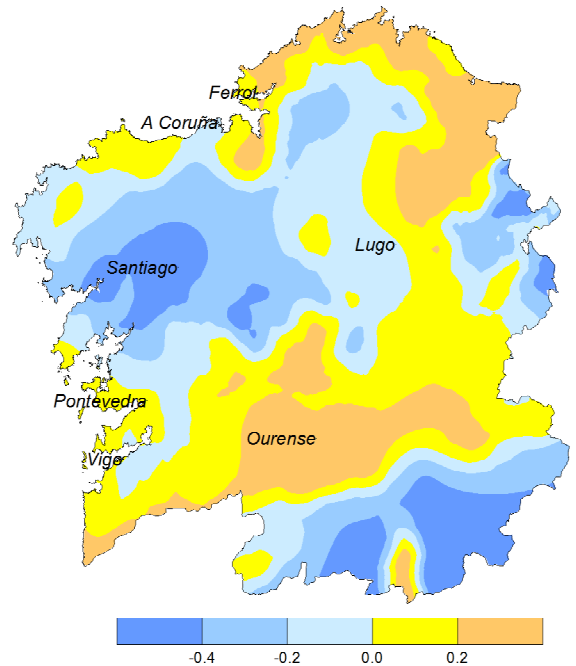 Ferrol
A Coruña
Lugo
Santiago
Pontevedra
Ourense
Vigo
-0.4 -0.2 0.0 0.2